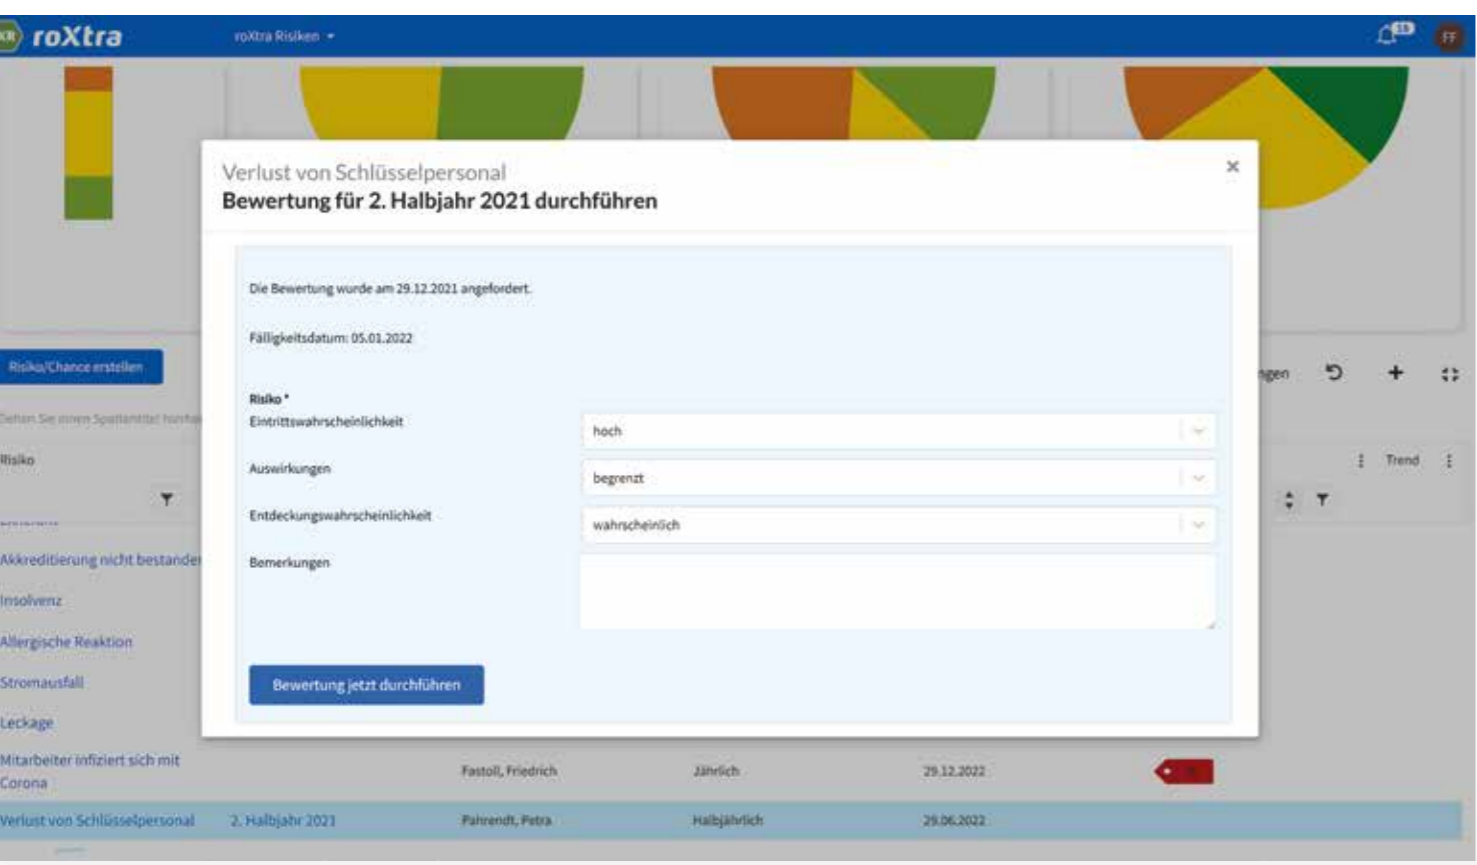 XR roXtra
roXtra Risiken
FF
Verlust von Schlüsselpersonal
×
Bewertung für 2. Halbjahr 2021 durchführen
Die Bewertung wurde am 29.12.2021 angefordert.
Fälligkeitsdatum: 05.01.2022
Risiko/Chance erstellen
ngen
Risiko *
Eintrittswahrscheinlichkeit
hoch
Risiko
Trend
Auswirkungen
begrenzt
Entdeckungswahrscheinlichkeit
wahrscheinlich
Bemerkungen
Akkreditierung nicht bestanden
Insolvenz
Allergische Reaktion
Stromausfall
Bewertung jetzt durchführen
Leckage
Mitarbeiter infiziert sich mit
Corona
Fastoll, Friedrich
Jährlich
29.12.2022
Verlust von Schlüsselpersonal
2. Halbjahr 2021
Pahrendt, Petra
Halbjährlich
29.06.2022